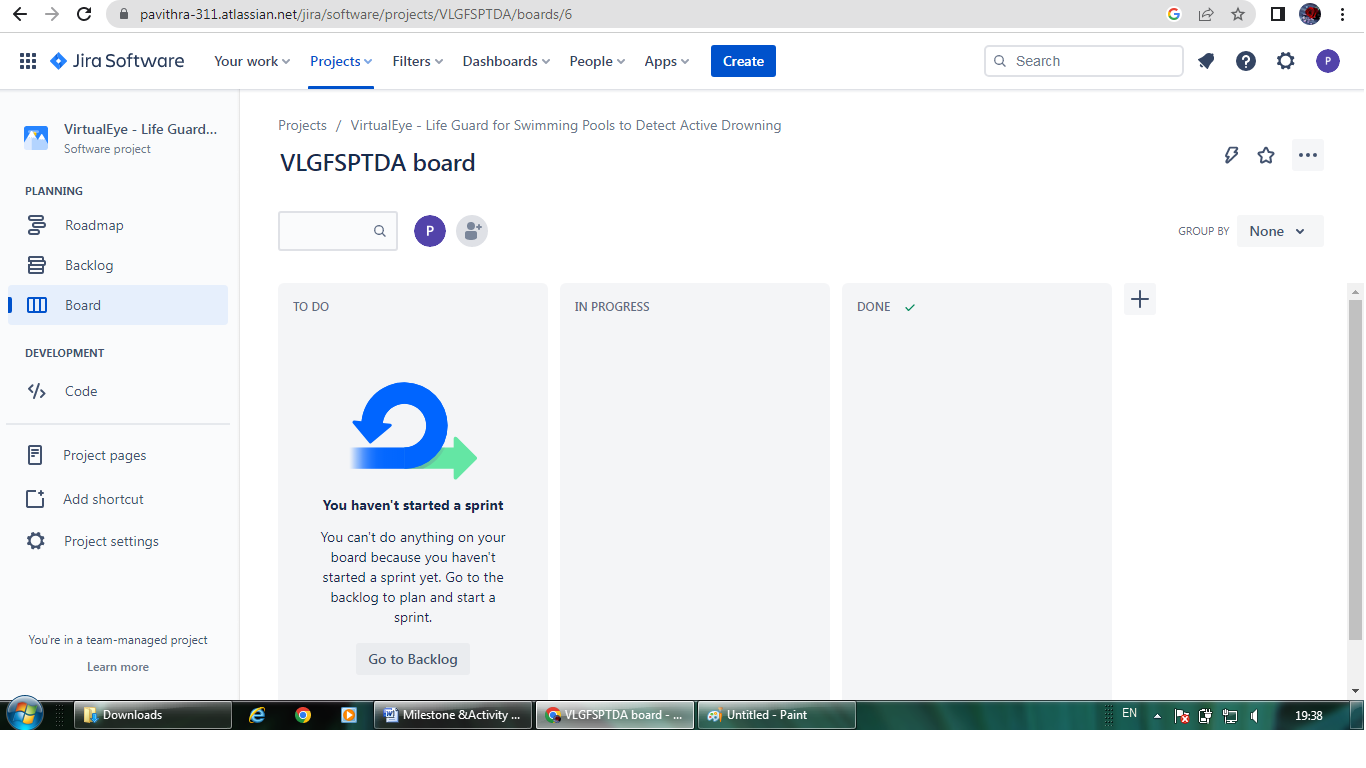 pavithra-311.atlassian.net/jira/software/projects/VLGFSPTDA/boards/6
Jira Software
Your work
Projects
Filters
Dashboards
People
Apps
Create
Search
P
VirtualEye - Life Guard...
Software project
PLANNING
Roadmap
Backlog
Board
DEVELOPMENT
Code
Project pages
Add shortcut
Project settings
You're in a team-managed project
Learn more
Projects / VirtualEye - Life Guard for Swimming Pools to Detect Active Drowning
VLGFSPTDA board
P
GROUP BY
None
TO DO
IN PROGRESS
DONE
You haven't started a sprint
You can't do anything on your
board because you haven't
started a sprint yet. Go to the
backlog to plan and start a
sprint.
Go to Backlog
Downloads
Milestone &Activity ...
VLGFSPTDA board - ...
Untitled - Paint
EN
19:38